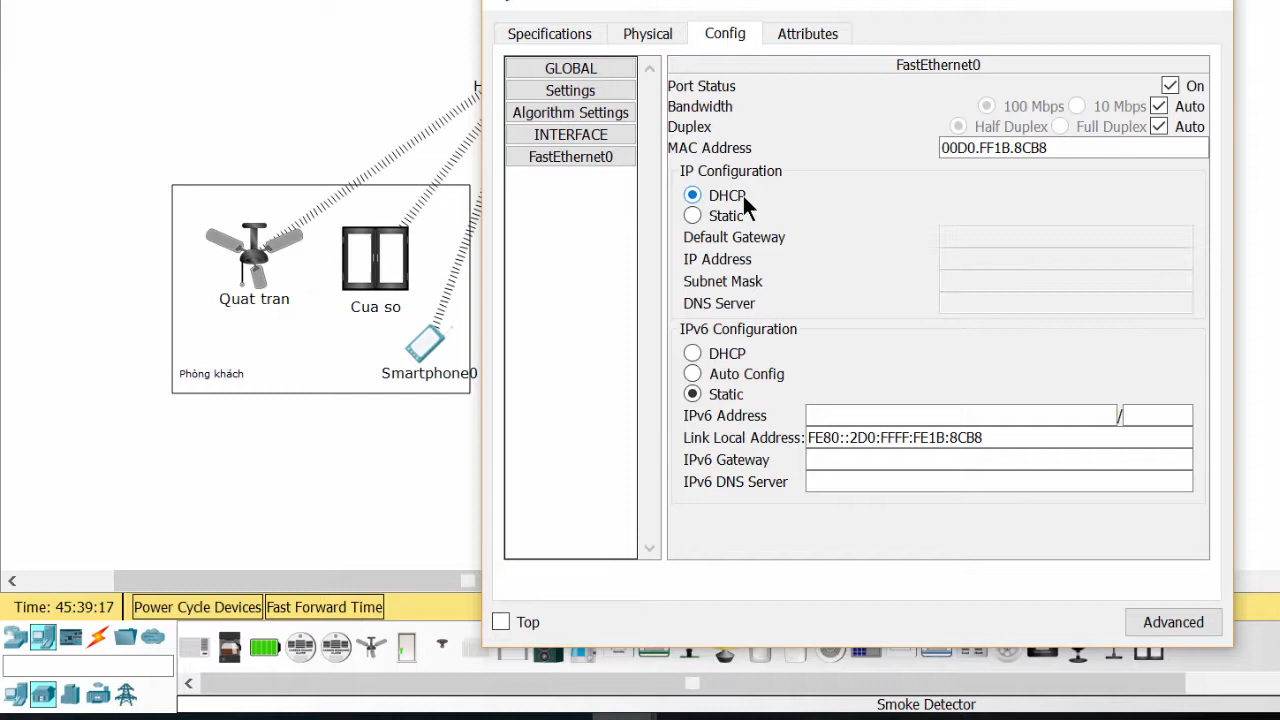 Specifications
Physical
Config
Attributes
GLOBAL
Settings
Algorithm Settings
INTERFACE
FastEthernet0
FastEthernet0
Port Status
On
Bandwidth
100 Mbps
10 Mbps
Auto
Duplex
Half Duplex
Full Duplex
Auto
MAC Address
00D0.FF1B.8CB8
IP Configuration
DHCP
Static
Default Gateway
IP Address
Subnet Mask
DNS Server
IPv6 Configuration
DHCP
Auto Config
Static
IPv6 Address
/
Link Local Address:
FE80::2D0:FFFF:FE1B:8CB8
IPv6 Gateway
IPv6 DNS Server
Top
Advanced
Quat tran
Cua so
Smartphone0
Phòng khách
Time: 45:39:17
Power Cycle Devices
Fast Forward Time
Smoke Detector